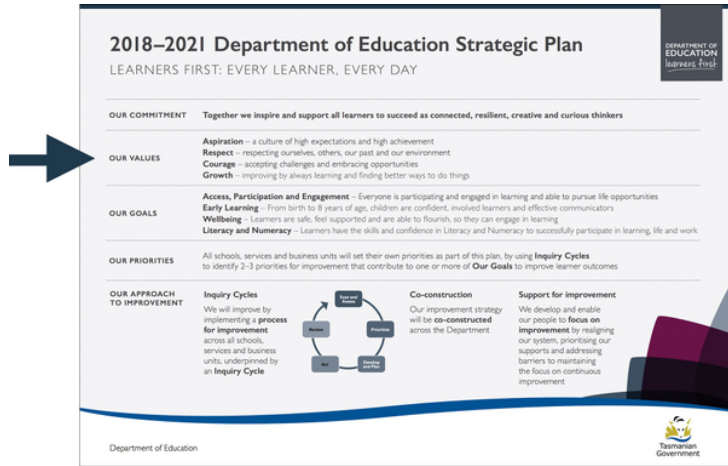 2018–2021 Department of Education Strategic Plan
LEARNERS FIRST: EVERY LEARNER, EVERY DAY
DEPARTMENT OF
EDUCATION
learners first
OUR COMMITMENT
Together we inspire and support all learners to succeed as connected, resilient, creative and curious thinkers
OUR VALUES
Aspiration – a culture of high expectations and high achievement
Respect – respecting ourselves, others, our past and our environment
Courage – accepting challenges and embracing opportunities
Growth – improving by always learning and finding better ways to do things
OUR GOALS
Access, Participation and Engagement – Everyone is participating and engaged in learning and able to pursue life opportunities
Early Learning – From birth to 8 years of age, children are confident, involved learners and effective communicators
Wellbeing – Learners are safe, feel supported and are able to flourish, so they can engage in learning
Literacy and Numeracy – Learners have the skills and confidence in Literacy and Numeracy to successfully participate in learning, life and work
OUR PRIORITIES
All schools, services and business units will set their own priorities as part of this plan, by using Inquiry Cycles
to identify 2–3 priorities for improvement that contribute to one or more of Our Goals to improve learner outcomes
OUR APPROACH
TO IMPROVEMENT
Inquiry Cycles
We will improve by
implementing a process
for improvement
across all schools,
services and business
units, underpinned by
an Inquiry Cycle
Scan and
Assess
Prioritise
Develop
and Plan
Act
Review
Co-construction
Our improvement strategy
will be co-constructed
across the Department
Support for improvement
We develop and enable
our people to focus on
improvement by realigning
our system, prioritising our
supports and addressing
barriers to maintaining
the focus on continuous
improvement
Department of Education
Tasmanian
Government